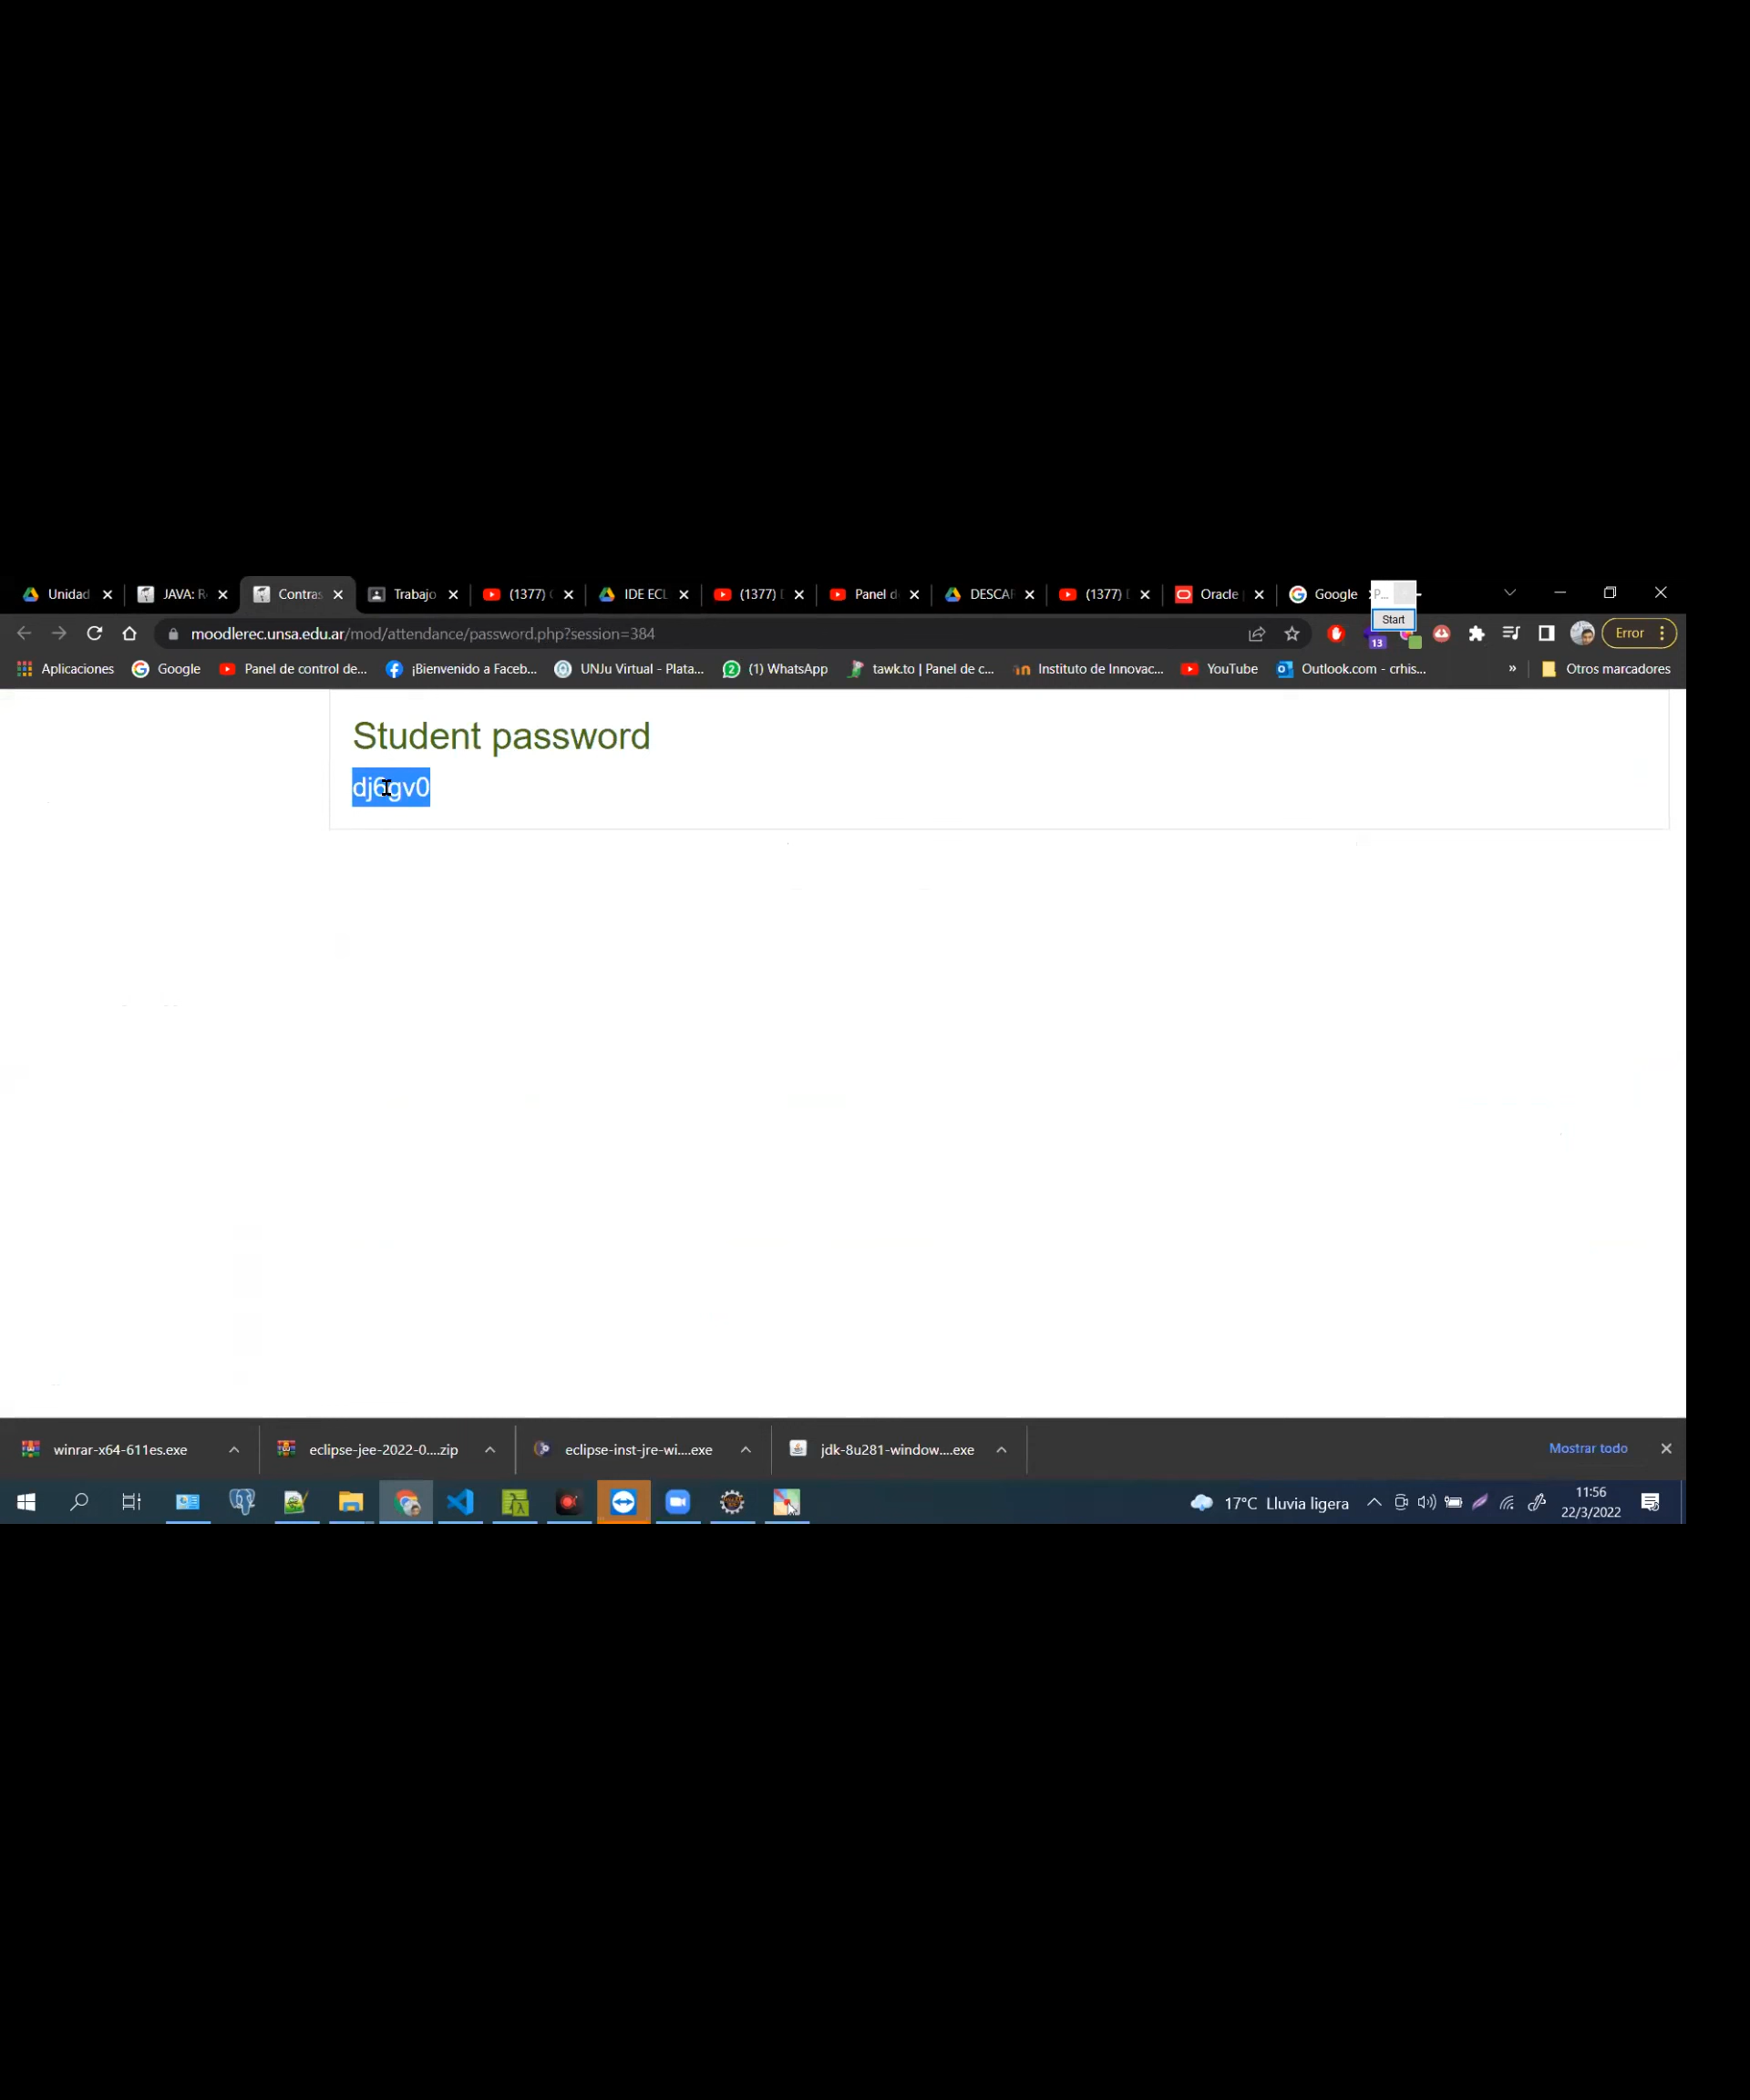 Unidad
JAVA: R
Contras
Trabajo
(1377)
IDE ECL
(1377)
Panel d
DESCAR
(1377)
Oracle
Google
P...
Start
moodlerec.unsa.edu.ar/mod/attendance/password.php?session=384
13
Error
Aplicaciones
Google
Panel de control de...
¡Bienvenido a Faceb...
UNJu Virtual - Plata...
(1) WhatsApp
tawk.to | Panel de c...
Instituto de Innovac...
YouTube
Outlook.com - crhis...
»
Otros marcadores
Student password
dj6gv0
winrar-x64-611es.exe
eclipse-jee-2022-0....zip
eclipse-inst-jre-wi....exe
jdk-8u281-window....exe
Mostrar todo
17°C Lluvia ligera
11:56
22/3/2022